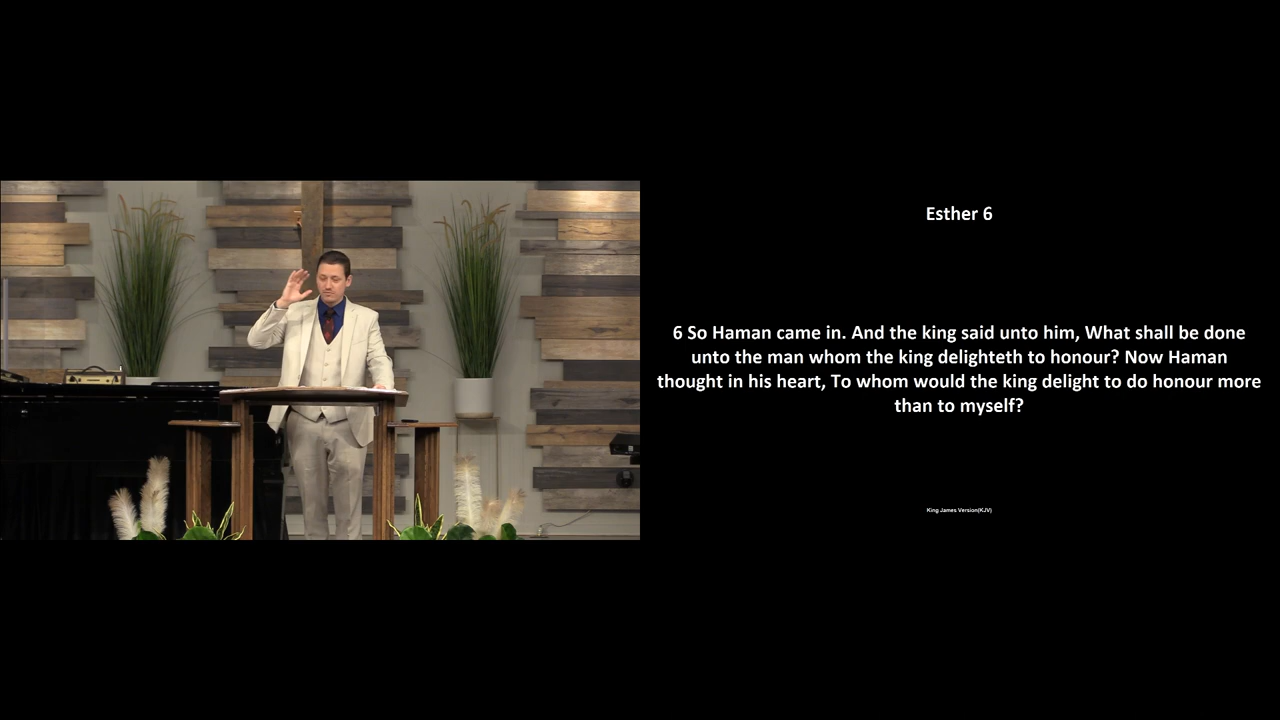 Esther 6
6 So Haman came in. And the king said unto him, What shall be done
unto the man whom the king delighteth to honour? Now Haman
thought in his heart, To whom would the king delight to do honour more
than to myself?
King James Version(KJV)